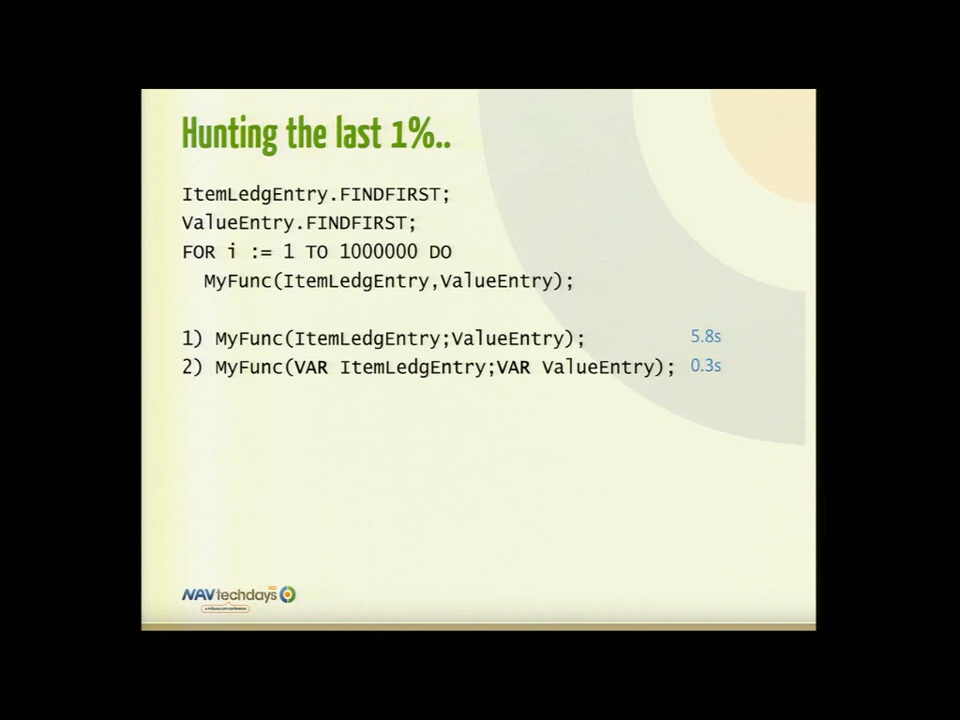 Hunting the last 1%..
ItemLedgEntry.FINDFIRST;
ValueEntry.FINDFIRST;
FOR i := 1 TO 1000000 DO
MyFunc(ItemLedgEntry,ValueEntry);
1) MyFunc(ItemLedgEntry;ValueEntry); 5.8s
2) MyFunc(VAR ItemLedgEntry;VAR ValueEntry); 0.3s
NAVtechdays